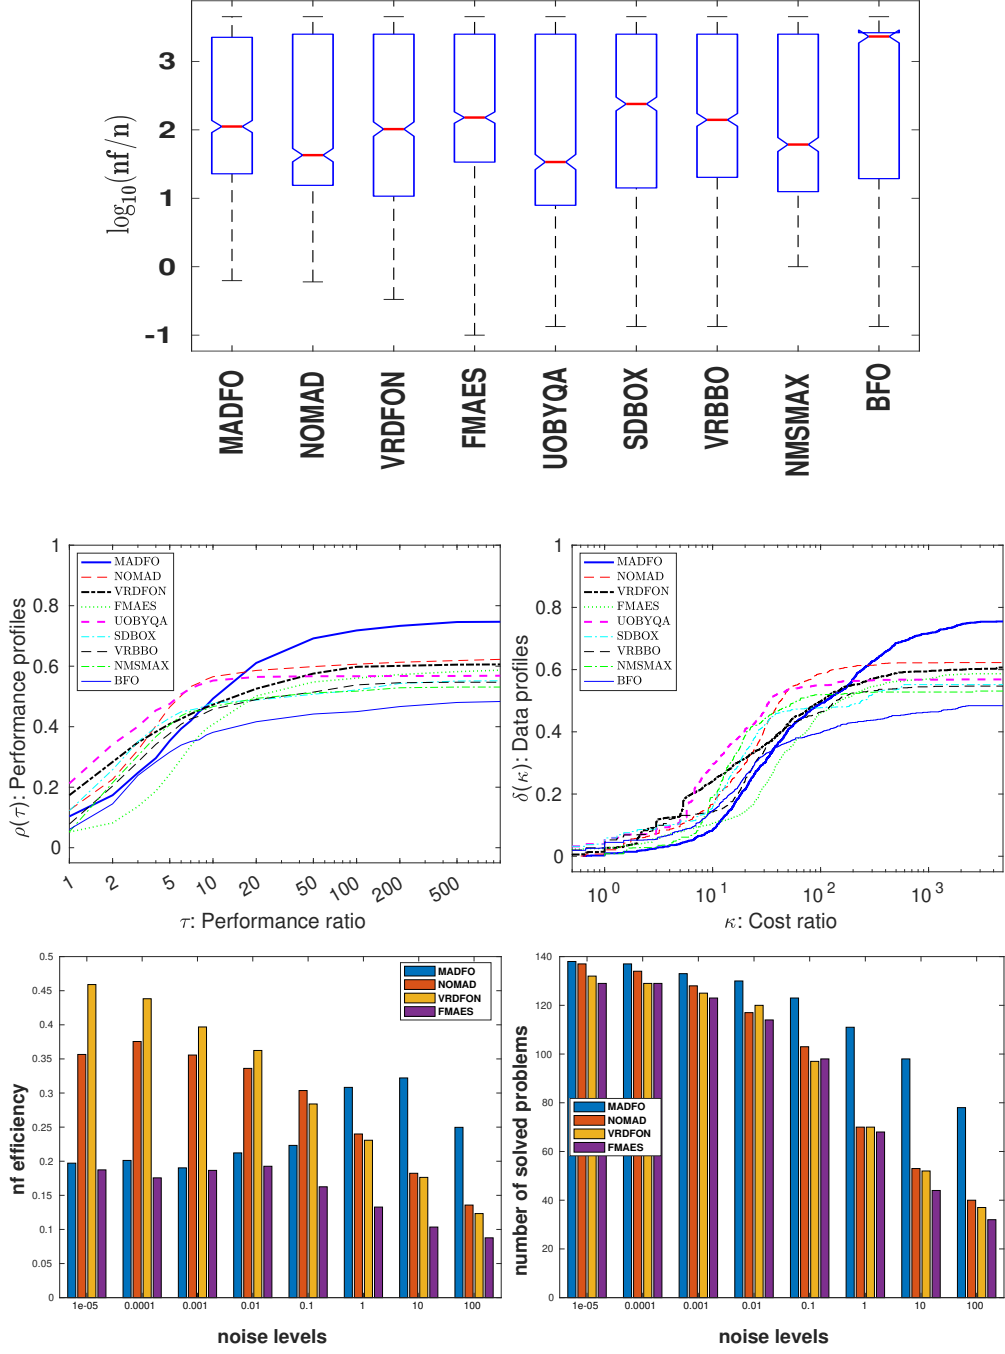 3
2
1
0
-1
log10(nf/n)
MADFO
NOMAD
VRDFON
FMAES
UOBYQA
SDBOX
VRBBO
NMSMAX
BFO
1
0.8
0.6
0.4
0.2
0
ρ(τ): Performance profiles
MADFO
NOMAD
VRDFON
FMAES
UOBYQA
SDBOX
VRBBO
NMSMAX
BFO
1 2 5 10 20 50 100 200 500
τ: Performance ratio
1
0.8
0.6
0.4
0.2
0
δ(κ): Data profiles
MADFO
NOMAD
VRDFON
FMAES
UOBYQA
SDBOX
VRBBO
NMSMAX
BFO
10^0 10^1 10^2 10^3
κ: Cost ratio
0.5
0.45
0.4
0.35
0.3
0.25
0.2
0.15
0.1
0.05
0
nf efficiency
MADFO
NOMAD
VRDFON
FMAES
1e-05 0.0001 0.001 0.01 0.1 1 10 100
noise levels
140
120
100
80
60
40
20
0
number of solved problems
MADFO
NOMAD
VRDFON
FMAES
1e-05 0.0001 0.001 0.01 0.1 1 10 100
noise levels